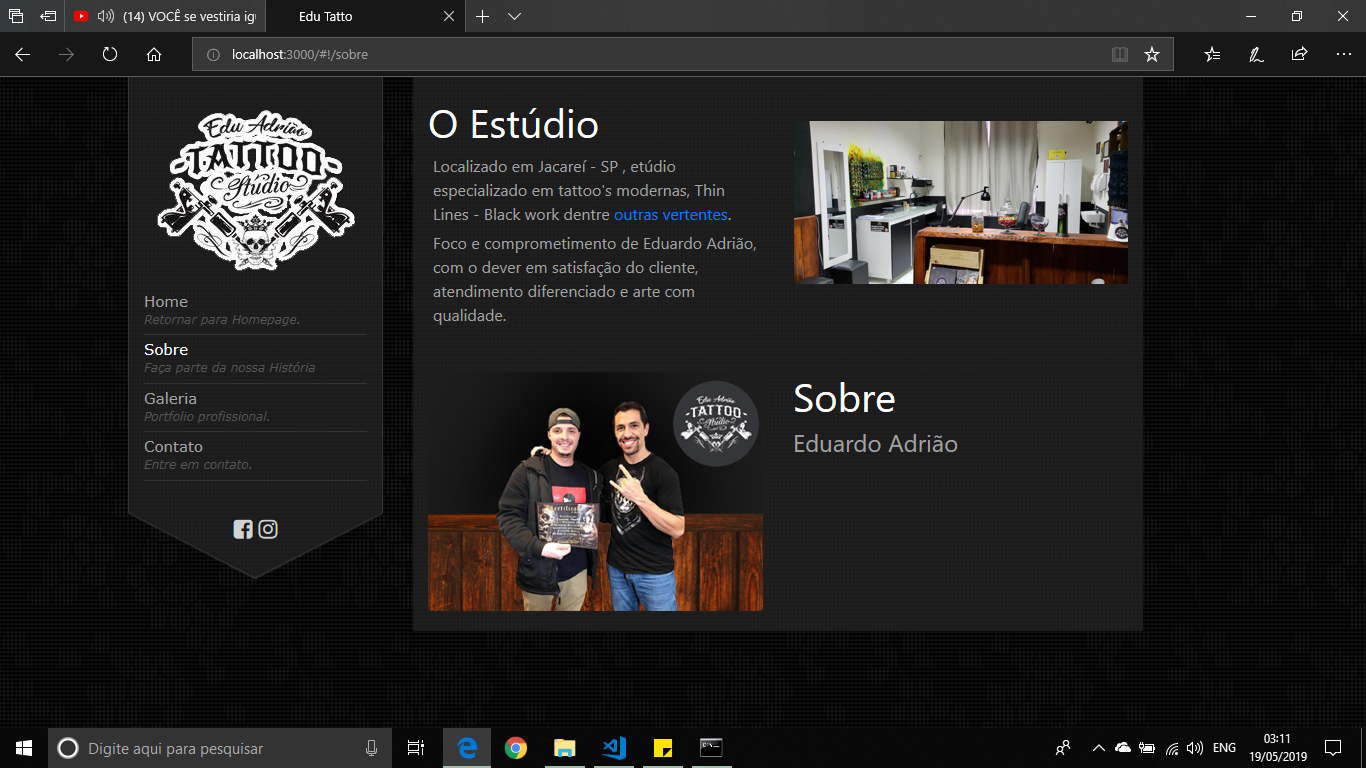 (14) VOCÊ se vestiria igu
Edu Tatto
localhost:3000/#!/sobre
Edu Adrião
TATTOO
Studio
Home
Retornar para Homepage.
Sobre
Faça parte da nossa História
Galeria
Portfolio profissional.
Contato
Entre em contato.
O Estúdio
Localizado em Jacareí - SP , etúdio
especializado em tattoo's modernas, Thin
Lines - Black work dentre outras vertentes.
Foco e comprometimento de Eduardo Adrião,
com o dever em satisfação do cliente,
atendimento diferenciado e arte com
qualidade.
Edu Adrião
TATTOO
Studio
Certificado
Sobre
Eduardo Adrião
Digite aqui para pesquisar
ENG
03:11
19/05/2019